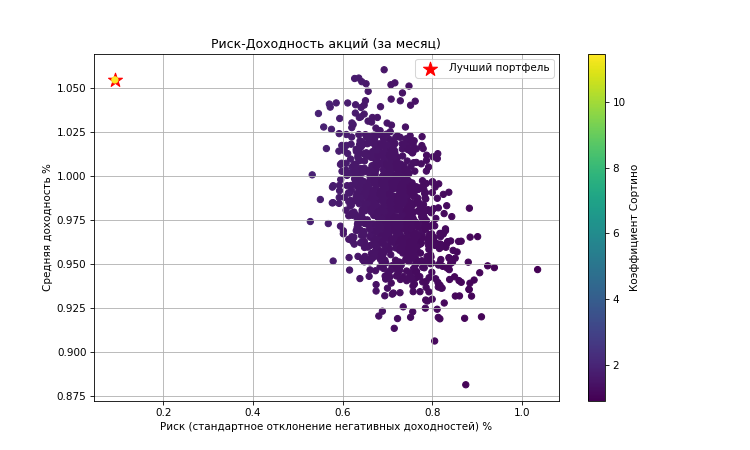 Риск-Доходность акций (за месяц)
Лучший портфель
1.050
1.025
1.000
0.975
0.950
0.925
0.900
0.875
Средняя доходность %
0.2 0.4 0.6 0.8 1.0
Риск (стандартное отклонение негативных доходностей) %
10
8
6
4
2
Коэффициент Сортино